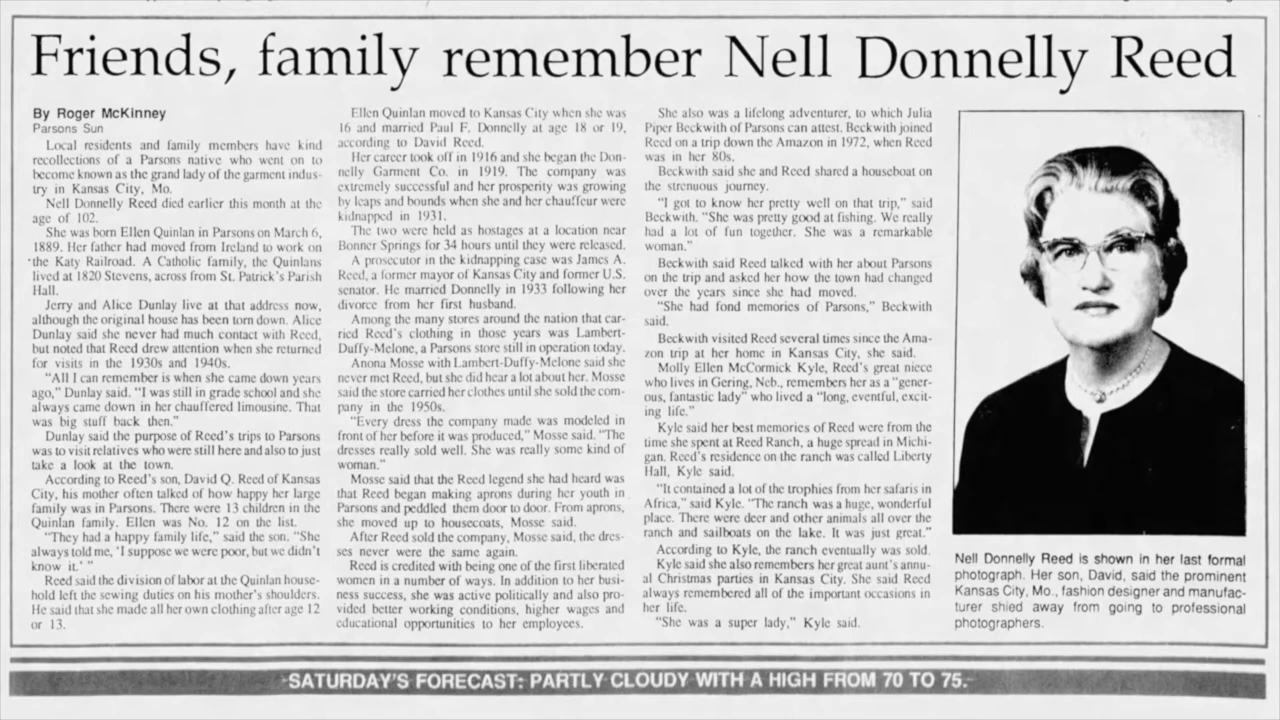 Friends, family remember Nell Donnelly Reed
By Roger McKinney
Parsons Sun
Local residents and family members have kind
recollections of a Parsons native who went on to
become known as the grand lady of the garment indus-
try in Kansas City, Mo.
Nell Donnelly Reed died earlier this month at the
age of 102.
She was born Ellen Quinlan in Parsons on March 6,
1889. Her father had moved from Ireland to work on
the Katy Railroad. A Catholic family, the Quinlans
lived at 1820 Stevens, across from St. Patrick's Parish
Hall.
Jerry and Alice Dunlay live at that address now,
although the original house has been torn down. Alice
Dunlay said she never had much contact with Reed,
but noted that Reed drew attention when she returned
for visits in the 1930s and 1940s.
"All I can remember is when she came down years
ago," Dunlay said. "I was still in grade school and she
always came down in her chauffered limousine. That
was big stuff back then."
Dunlay said the purpose of Reed's trips to Parsons
was to visit relatives who were still here and also to just
take a look at the town.
According to Reed's son, David Q. Reed of Kansas
City, his mother often talked of how happy her large
family was in Parsons. There were 13 children in the
Quinlan family. Ellen was No. 12 on the list.
"They had a happy family life," said the son. "She
always told me, 'I suppose we were poor, but we didn't
know it.' "
Reed said the division of labor at the Quinlan house-
hold left the sewing duties on his mother's shoulders.
He said that she made all her own clothing after age 12
or 13.
Ellen Quinlan moved to Kansas City when she was
16 and married Paul F. Donnelly at age 18 or 19,
according to David Reed.
Her career took off in 1916 and she began the Don-
nelly Garment Co. in 1919. The company was
extremely successful and her prosperity was growing
by leaps and bounds when she and her chauffeur were
kidnapped in 1931.
The two were held as hostages at a location near
Bonner Springs for 34 hours until they were released.
A prosecutor in the kidnapping case was James A.
Reed, a former mayor of Kansas City and former U.S.
senator. He married Donnelly in 1933 following her
divorce from her first husband.
Among the many stores around the nation that car-
ried Reed's clothing in those years was Lambert-
Duffy-Melone, a Parsons store still in operation today.
Anona Mosse with Lambert-Duffy-Melone said she
never met Reed, but she did hear a lot about her. Mosse
said the store carried her clothes until she sold the com-
pany in the 1950s.
"Every dress the company made was modeled in
front of her before it was produced," Mosse said. "The
dresses really sold well. She was really some kind of
woman."
Mosse said that the Reed legend she had heard was
that Reed began making aprons during her youth in
Parsons and peddled them door to door. From aprons,
she moved up to housecoats, Mosse said.
After Reed sold the company, Mosse said, the dres-
ses never were the same again.
Reed is credited with being one of the first liberated
women in a number of ways. In addition to her busi-
ness success, she was active politically and also pro-
vided better working conditions, higher wages and
educational opportunities to her employees.
She also was a lifelong adventurer, to which Julia
Piper Beckwith of Parsons can attest. Beckwith joined
Reed on a trip down the Amazon in 1972, when Reed
was in her 80s.
Beckwith said she and Reed shared a houseboat on
the strenuous journey.
"I got to know her pretty well on that trip," said
Beckwith. "She was pretty good at fishing. We really
had a lot of fun together. She was a remarkable
woman."
Beckwith said Reed talked with her about Parsons
on the trip and asked her how the town had changed
over the years since she had moved.
"She had fond memories of Parsons," Beckwith
said.
Beckwith visited Reed several times since the Ama-
zon trip at her home in Kansas City, she said.
Molly Ellen McCormick Kyle, Reed's great niece
who lives in Gering, Neb., remembers her as a "gener-
ous, fantastic lady" who lived a "long, eventful, excit-
ing life."
Kyle said her best memories of Reed were from the
time she spent at Reed Ranch, a huge spread in Michi-
gan. Reed's residence on the ranch was called Liberty
Hall, Kyle said.
"It contained a lot of the trophies from her safaris in
Africa," said Kyle. "The ranch was a huge, wonderful
place. There were deer and other animals all over the
ranch and sailboats on the lake. It was just great."
According to Kyle, the ranch eventually was sold.
Kyle said she also remembers her great aunt's annu-
al Christmas parties in Kansas City. She said Reed
always remembered all of the important occasions in
her life.
"She was a super lady," Kyle said.
Nell Donnelly Reed is shown in her last formal
photograph. Her son, David, said the prominent
Kansas City, Mo., fashion designer and manufac-
turer shied away from going to professional
photographers.
SATURDAY'S FORECAST: PARTLY CLOUDY WITH A HIGH FROM 70 TO 75.